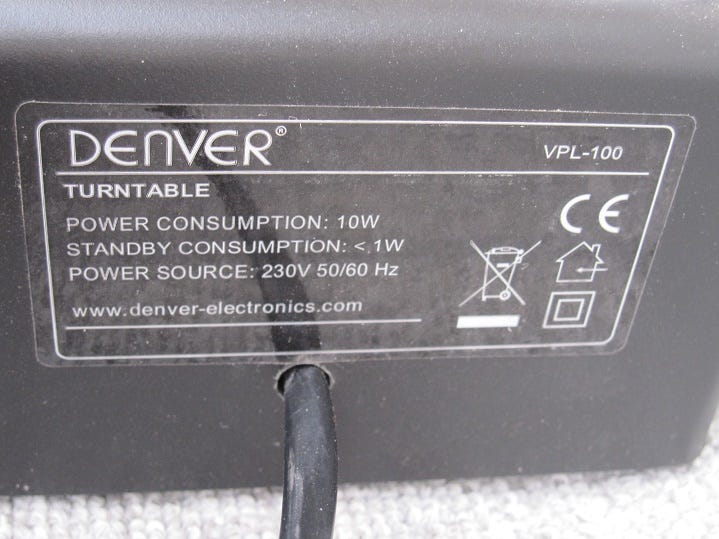 DENVER®
VPL-100
TURNTABLE
POWER CONSUMPTION: 10W
STANDBY CONSUMPTION: < 1W
POWER SOURCE: 230V 50/60 Hz
www.denver-electronics.com
CE